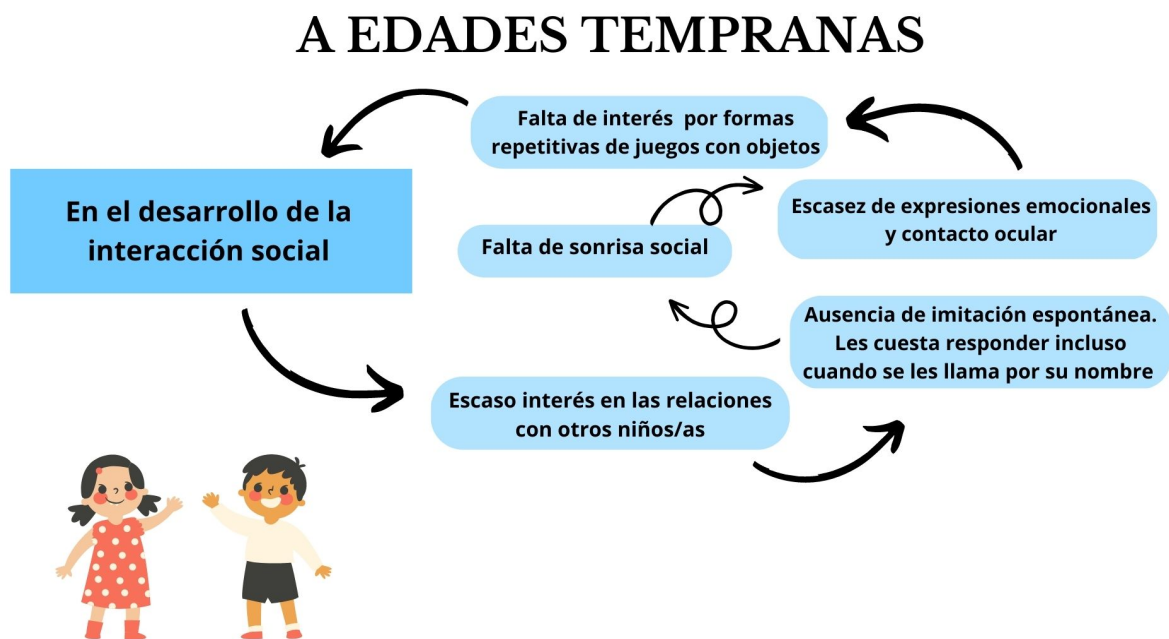 A EDADES TEMPRANAS
Falta de interés por formas
repetitivas de juegos con objetos
En el desarrollo de la
interacción social
Escasez de expresiones emocionales
y contacto ocular
Falta de sonrisa social
Ausencia de imitación espontánea.
Les cuesta responder incluso
cuando se les llama por su nombre
Escaso interés en las relaciones
con otros niños/as